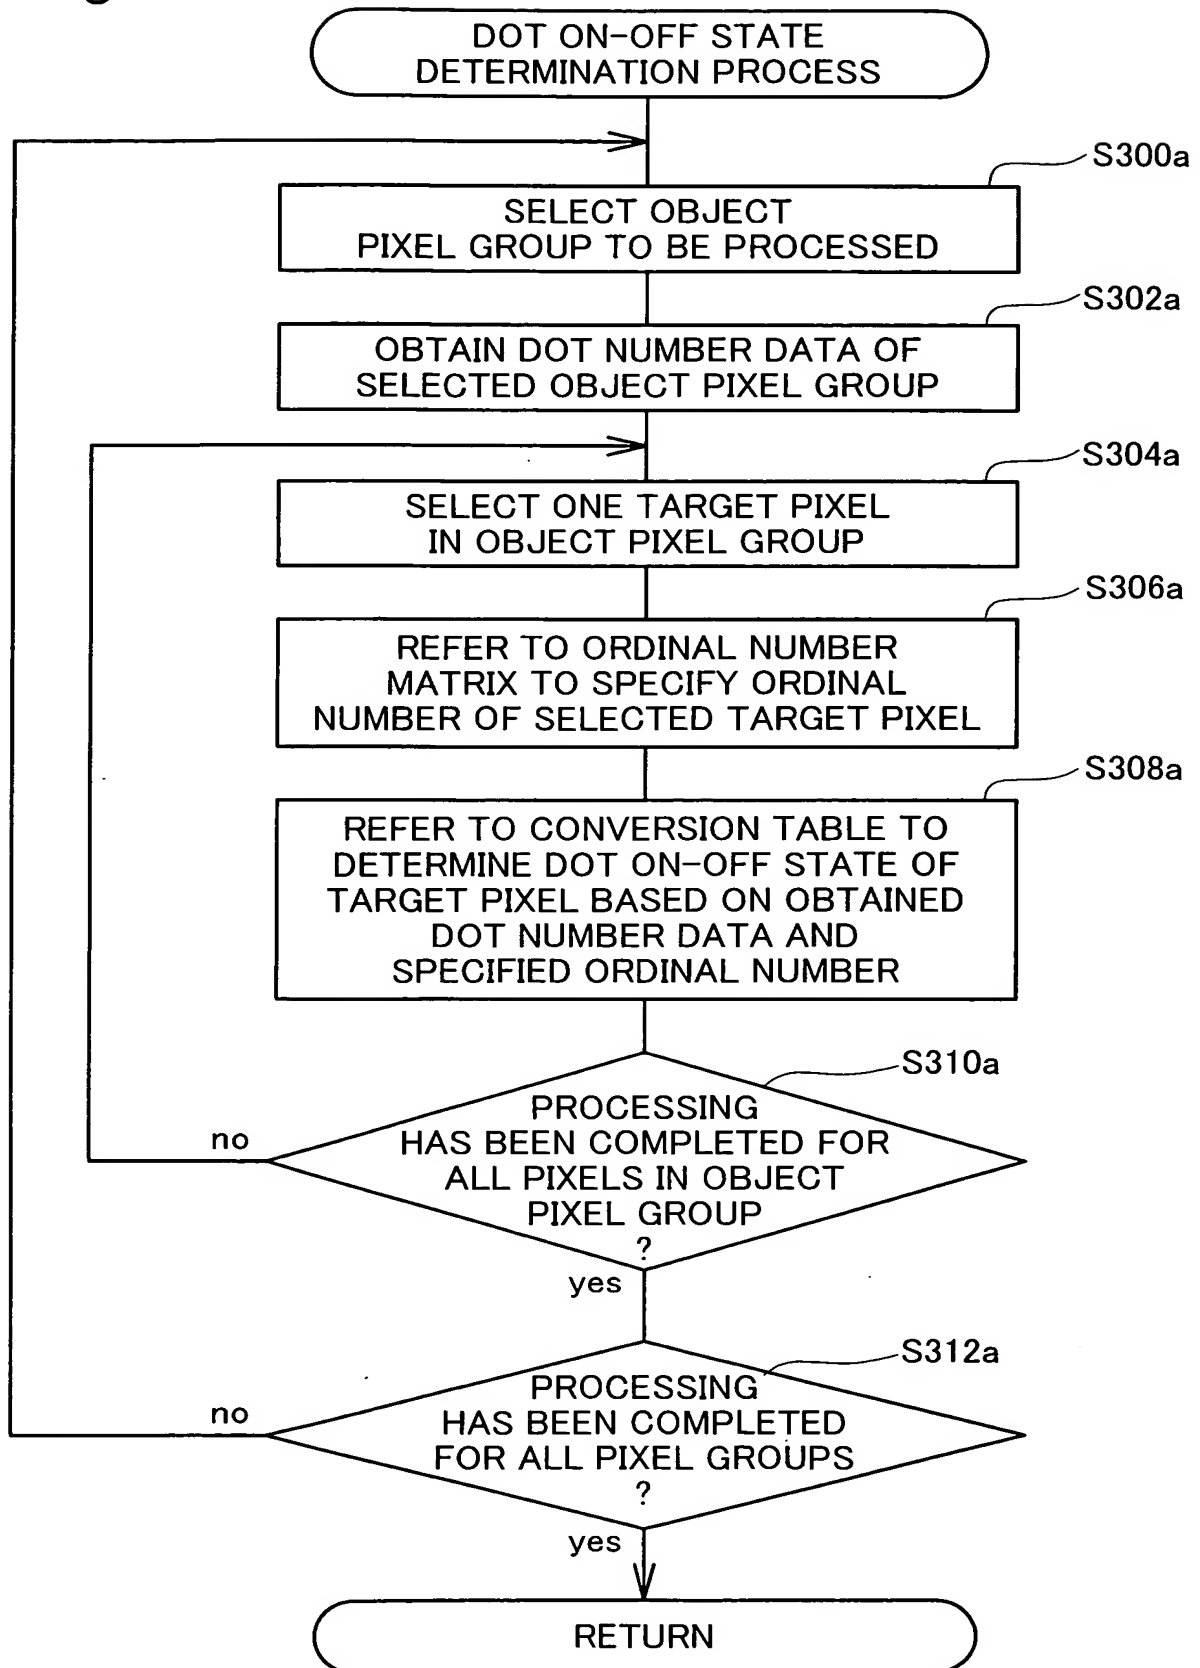 DOT ON-OFF STATE
DETERMINATION PROCESS
S300a
SELECT OBJECT
PIXEL GROUP TO BE PROCESSED
S302a
OBTAIN DOT NUMBER DATA OF
SELECTED OBJECT PIXEL GROUP
S304a
SELECT ONE TARGET PIXEL
IN OBJECT PIXEL GROUP
S306a
REFER TO ORDINAL NUMBER
MATRIX TO SPECIFY ORDINAL
NUMBER OF SELECTED TARGET PIXEL
S308a
REFER TO CONVERSION TABLE TO
DETERMINE DOT ON-OFF STATE OF
TARGET PIXEL BASED ON OBTAINED
DOT NUMBER DATA AND
SPECIFIED ORDINAL NUMBER
S310a
PROCESSING
HAS BEEN COMPLETED FOR
ALL PIXELS IN OBJECT
PIXEL GROUP
?
no
yes
S312a
PROCESSING
HAS BEEN COMPLETED
FOR ALL PIXEL GROUPS
?
no
yes
RETURN